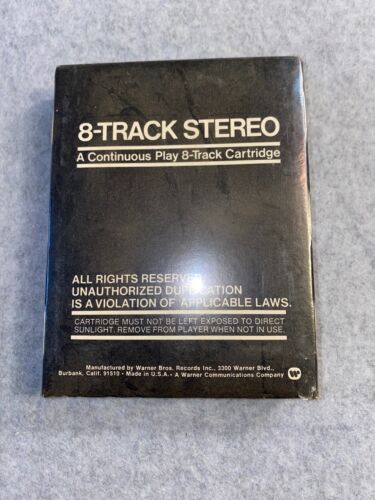 8-TRACK STEREO
A Continuous Play 8-Track Cartridge
ALL RIGHTS RESERVED
UNAUTHORIZED DUPLICATION
IS A VIOLATION OF APPLICABLE LAWS.
CARTRIDGE MUST NOT BE LEFT EXPOSED TO DIRECT
SUNLIGHT. REMOVE FROM PLAYER WHEN NOT IN USE.
Manufactured by Warner Bros. Records Inc., 3300 Warner Blvd.,
Burbank, Calif. 91510 • Made in U.S.A. • A Warner Communications Company